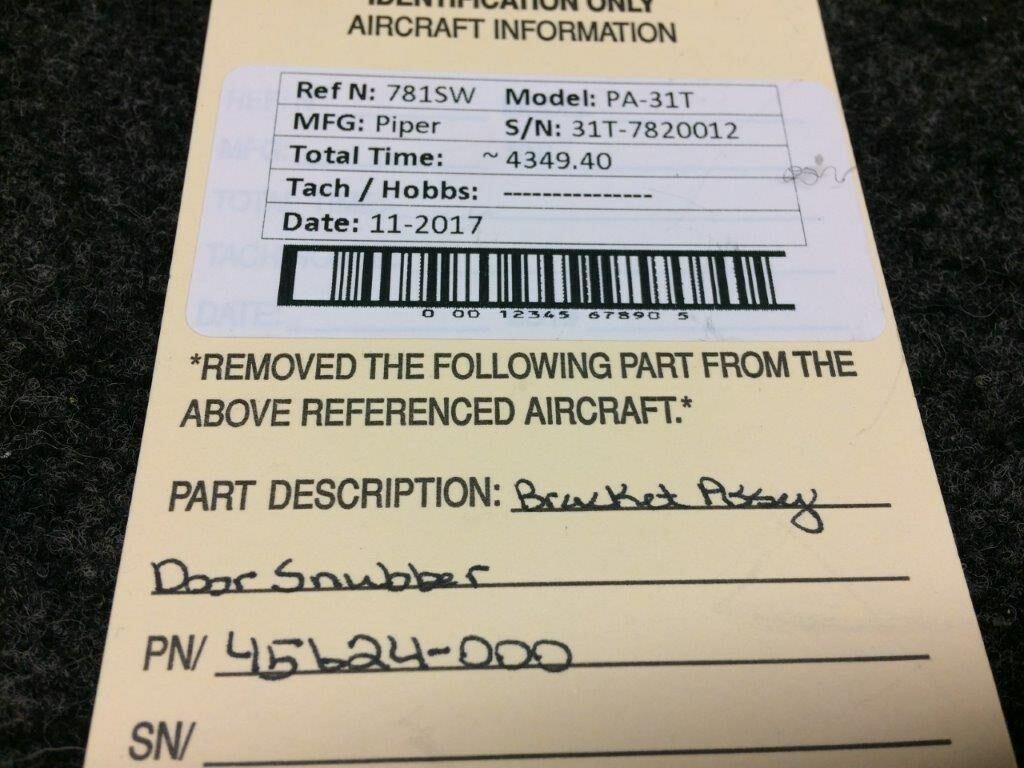 IDENTIFICATION ONLY
AIRCRAFT INFORMATION
Ref N: 781SW Model: PA-31T
MFG: Piper S/N: 31T-7820012
Total Time: ~ 4349.40
Tach / Hobbs: ---------------
Date: 11-2017
0 00 12345 67890 5
*REMOVED THE FOLLOWING PART FROM THE
ABOVE REFERENCED AIRCRAFT.*
PART DESCRIPTION: Bracket Assy
Door Snubber
PN/ 45624-000
SN/